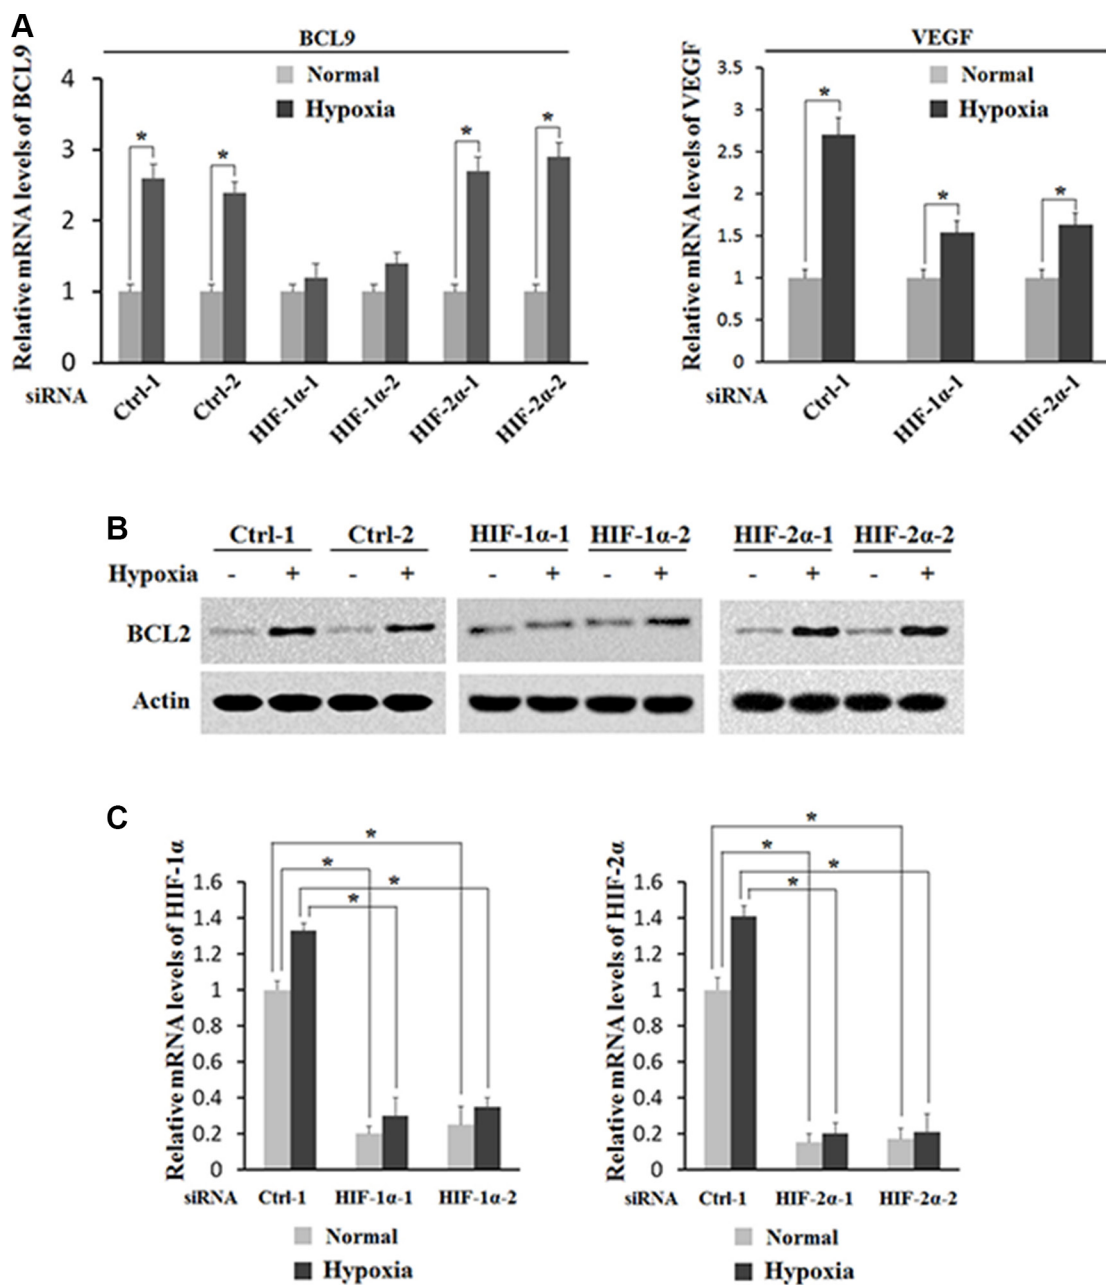 A
BCL9
Relative mRNA levels of BCL9
Normal
Hypoxia
4
3
2
1
0
* * * *
siRNA
Ctrl-1 Ctrl-2 HIF-1α-1 HIF-1α-2 HIF-2α-1 HIF-2α-2
VEGF
Relative mRNA levels of VEGF
Normal
Hypoxia
3.5
3
2.5
2
1.5
1
0.5
0
* * *
siRNA
Ctrl-1 HIF-1α-1 HIF-2α-1
B
Ctrl-1 Ctrl-2 HIF-1α-1 HIF-1α-2 HIF-2α-1 HIF-2α-2
Hypoxia - + - + - + - + - + - +
BCL2
Actin
C
Relative mRNA levels of HIF-1α
* * * *
1.6
1.4
1.2
1
0.8
0.6
0.4
0.2
0
siRNA Ctrl-1 HIF-1α-1 HIF-1α-2
Normal
Hypoxia
Relative mRNA levels of HIF-2α
* * * *
1.6
1.4
1.2
1
0.8
0.6
0.4
0.2
0
siRNA Ctrl-1 HIF-2α-1 HIF-2α-2
Normal
Hypoxia